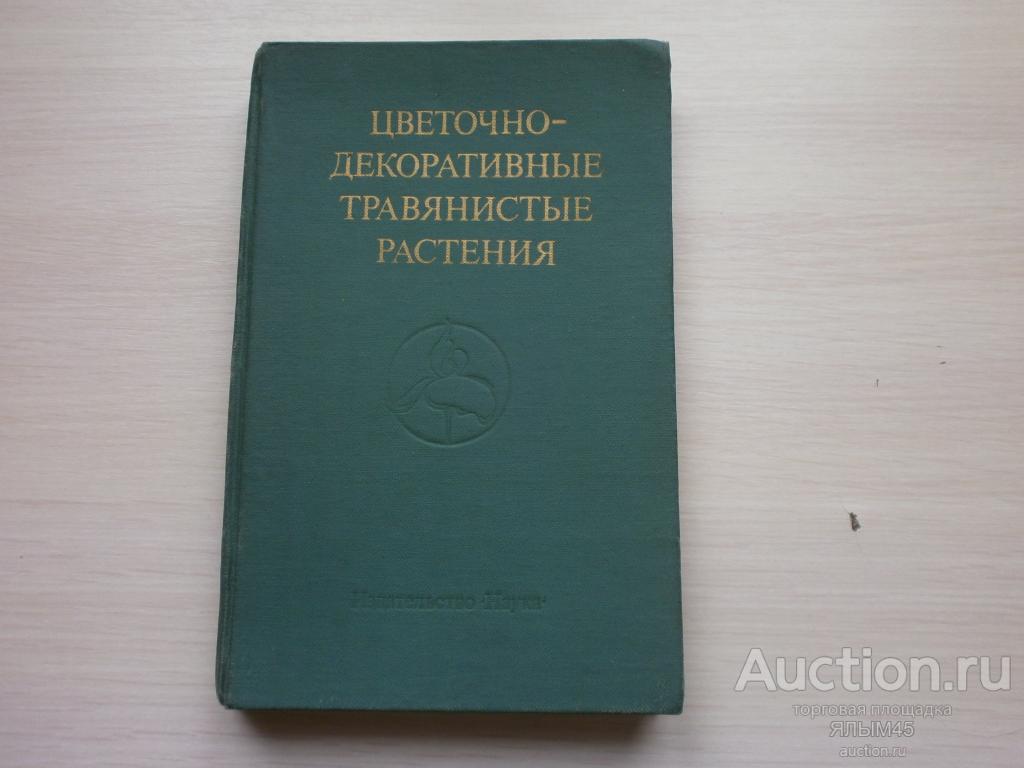 ЦВЕТОЧНО-
ДЕКОРАТИВНЫЕ
ТРАВЯНИСТЫЕ
РАСТЕНИЯ
Издательство «Наука»
Auction.ru
торговая площадка
ЯЛЫМ45
auction.ru